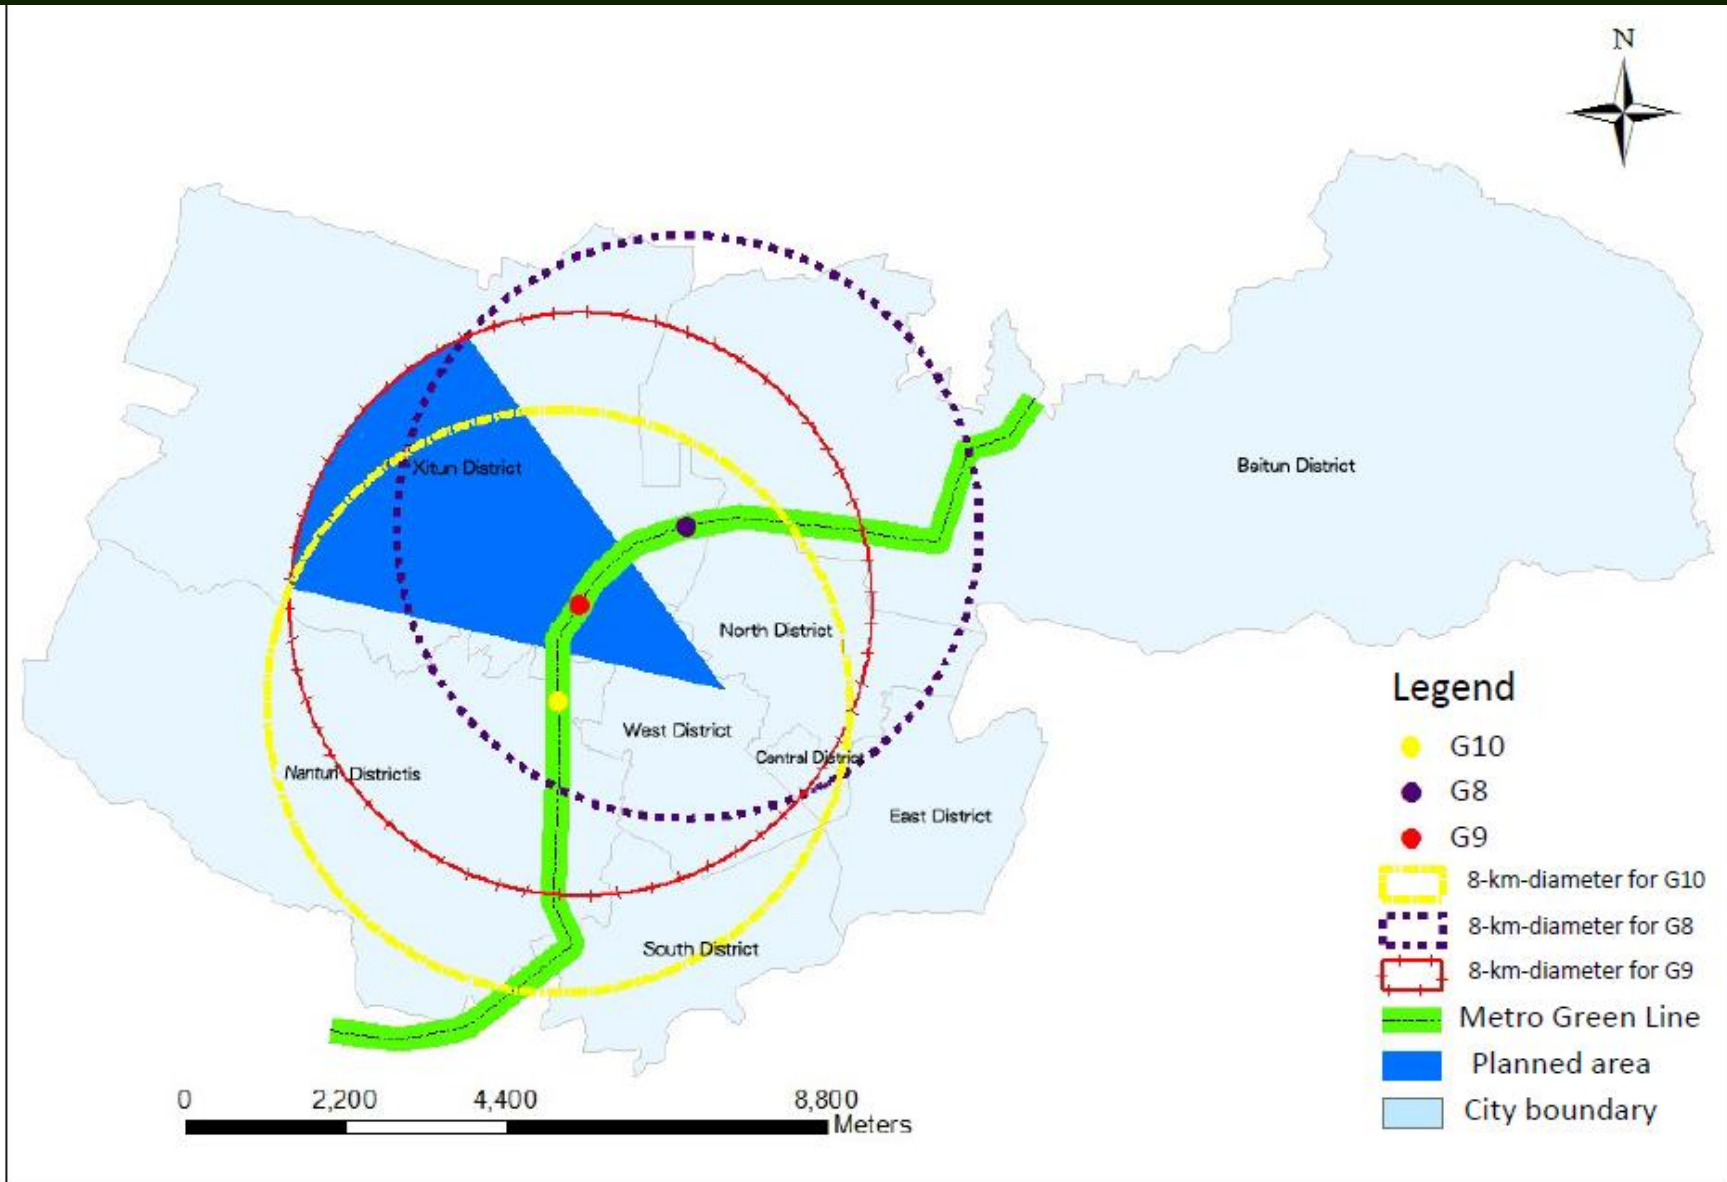 N
Xitun District
Beitun District
North District
West District
Central District
Nantun Districtis
East District
South District
Legend
G10
G8
G9
8-km-diameter for G10
8-km-diameter for G8
8-km-diameter for G9
Metro Green Line
Planned area
City boundary
0 2,200 4,400 8,800
Meters